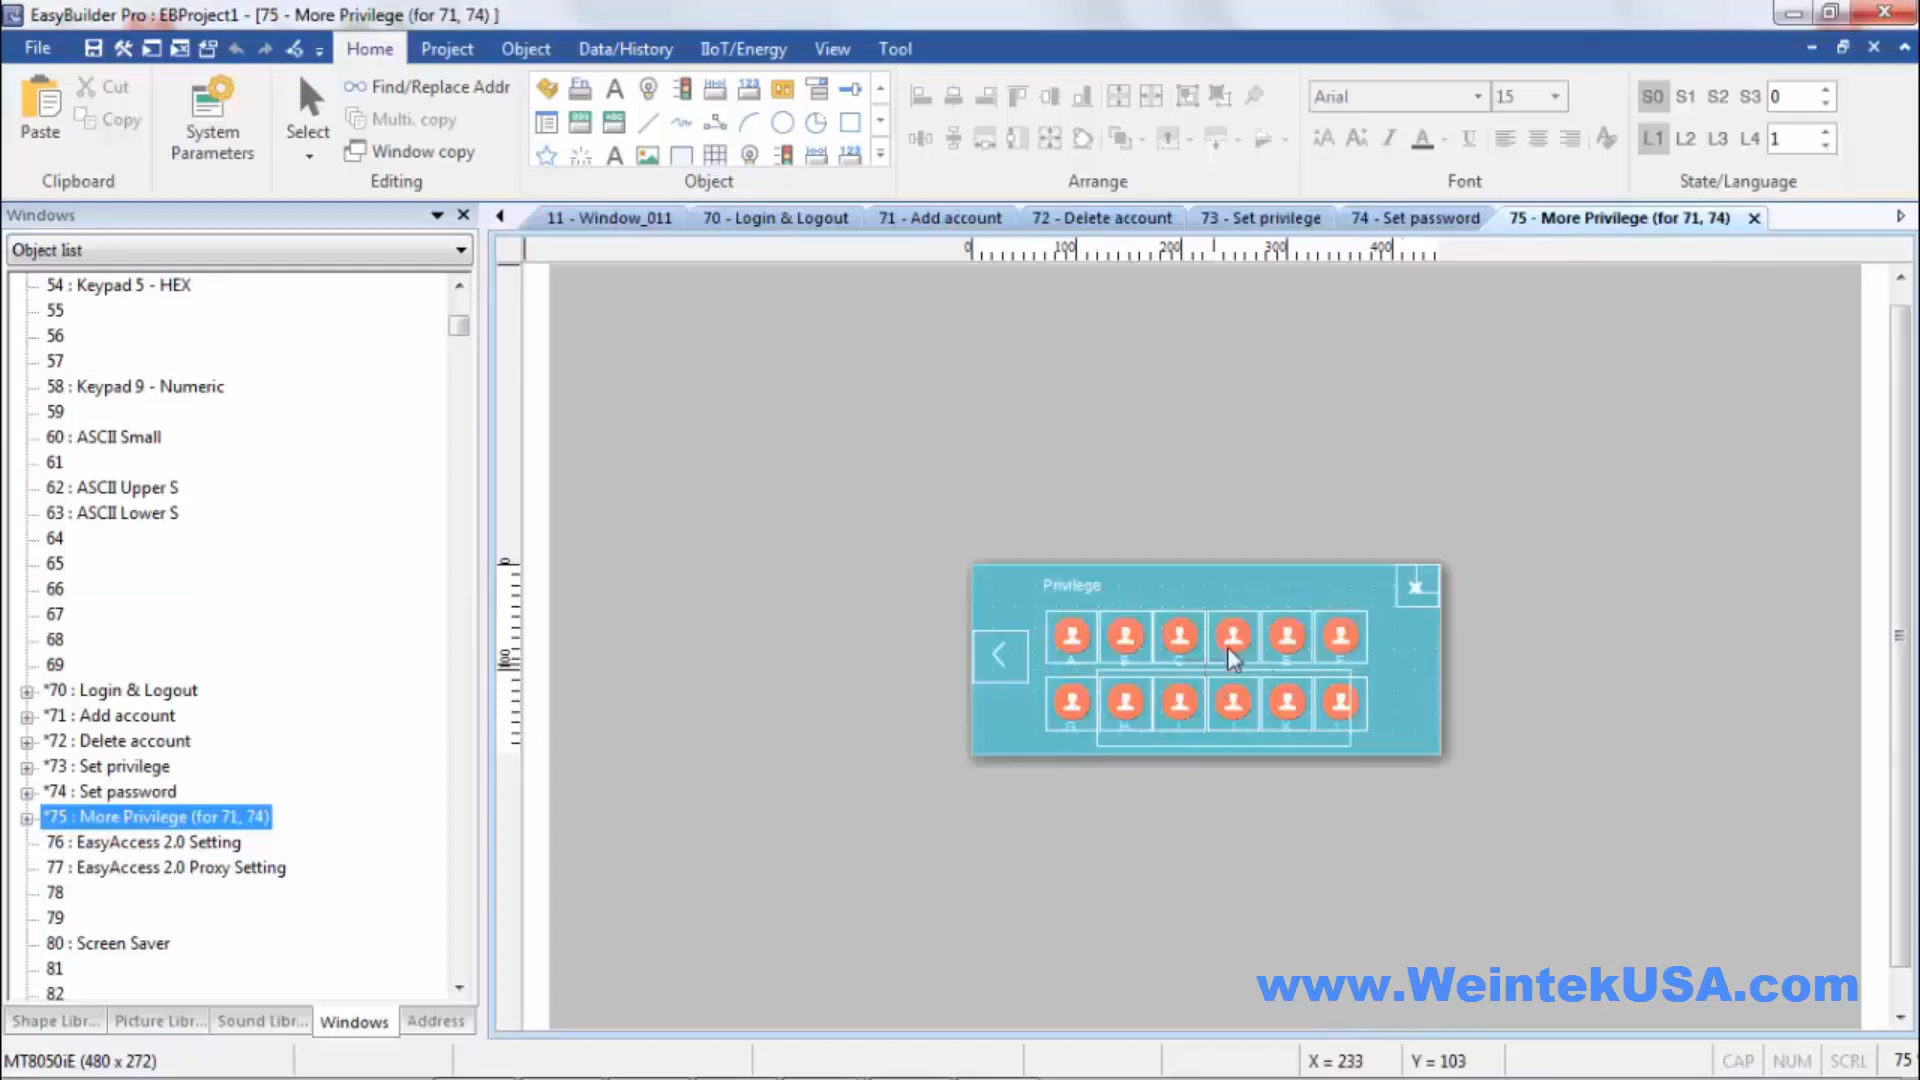 EasyBuilder Pro : EBProject1 - [75 - More Privilege (for 71, 74) ]
File Home Project Object Data/History IIoT/Energy View Tool
Paste Cut Copy
Clipboard
System Parameters
Select
Find/Replace Addr
Multi. copy
Window copy
Editing
Object
Arrange
Arial 15
Font
S0 S1 S2 S3 0
L1 L2 L3 L4 1
State/Language
Windows
Object list
11 - Window_011 70 - Login & Logout 71 - Add account 72 - Delete account 73 - Set privilege 74 - Set password 75 - More Privilege (for 71, 74)
0 100 200 300 400
0
100
54 : Keypad 5 - HEX
55
56
57
58 : Keypad 9 - Numeric
59
60 : ASCII Small
61
62 : ASCII Upper S
63 : ASCII Lower S
64
65
66
67
68
69
*70 : Login & Logout
*71 : Add account
*72 : Delete account
*73 : Set privilege
*74 : Set password
*75 : More Privilege (for 71, 74)
76 : EasyAccess 2.0 Setting
77 : EasyAccess 2.0 Proxy Setting
78
79
80 : Screen Saver
81
82
Privilege
A B C E F
G H I J K
www.WeintekUSA.com
Shape Libr... Picture Libr... Sound Libr... Windows Address
MT8050iE (480 x 272) X = 233 Y = 103 CAP NUM SCRL 75